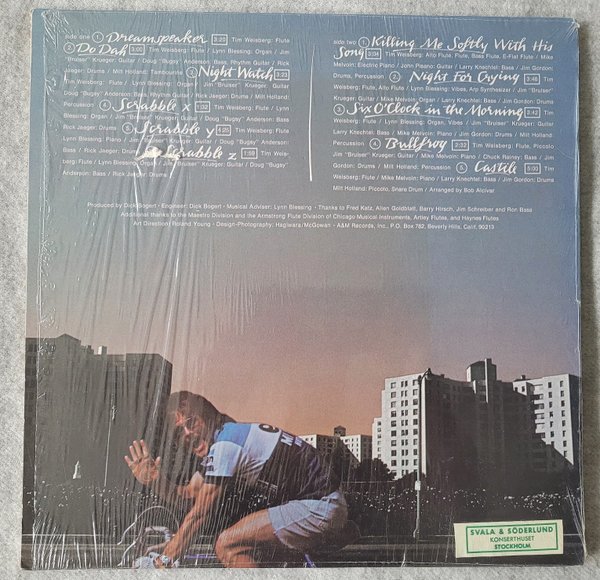 side one 1 Dreamspeaker 3:20 Tim Weisberg: Flute
2 Do Dah 3:00 Tim Weisberg: Flute / Lynn Blessing: Organ / Jim
"Bruiser" Krueger: Guitar / Doug "Bugsy" Anderson: Bass, Rhythm Guitar / Rick
Jaeger: Drums / Milt Holland: Tambourine 3 Night Watch 3:23
Tim Weisberg: Flute / Lynn Blessing: Organ / Jim "Bruiser" Krueger: Guitar
Doug "Bugsy" Anderson: Bass, Rhythm Guitar / Rick Jaeger: Drums / Milt Holland:
Percussion 4 Scrabble x 1:02 Tim Weisberg: Flute / Lynn
Blessing: Organ / Jim "Bruiser" Krueger: Guitar / Doug "Bugsy" Anderson: Bass / Rick
Jaeger: Drums 5 Scrabble y 4:25 Tim Weisberg: Flute / Lynn
Blessing: Piano / Jim "Bruiser" Krueger: Guitar / Doug "Bugsy" Anderson:
Bass / Rick Jaeger: Drums Scrabble z 1:59 Tim Weis-
berg: Flute / Lynn Blessing: Organ / Jim "Bruiser" Krueger: Guitar / Doug "Bugsy"
Anderson: Bass / Rick Jaeger: Drums
side two 1 Killing Me Softly With His
Song 3:04 Tim Weisberg: Alto Flute, Flute, Bass Flute, E-Flat Flute / Mike
Melvoin: Electric Piano / John Pisano: Guitar / Larry Knechtel: Bass / Jim Gordon:
Drums, Percussion 2 Night For Crying 3:46 Tim
Weisberg: Flute, Alto Flute / Lynn Blessing: Vibes, Arp Synthesizer / Jim "Bruiser"
Krueger: Guitar / Mike Melvoin: Organ / Larry Knechtel: Bass / Jim Gordon: Drums
3 Six O'Clock in the Morning 3:42
Tim Weisberg: Flute / Lynn Blessing: Organ, Vibes / Jim "Bruiser" Krueger: Guitar
Larry Knechtel: Bass / Mike Melvoin: Piano / Jim Gordon: Drums / Milt Holland:
Percussion 4 Bullfrog 2:32 Tim Weisberg: Flute, Piccolo
Jim "Bruiser" Krueger: Guitar / Mike Melvoin: Piano / Chuck Rainey: Bass / Jim
Gordon: Drums / Milt Holland: Percussion 5 Castile 5:00 Tim Weisberg:
Flute / Mike Melvoin: Piano / Larry Knechtel: Bass / Jim Gordon: Drums
Milt Holland: Piccolo, Snare Drum / Arranged by Bob Alcivar
Produced by Dick Bogert - Engineer: Dick Bogert - Musical Adviser: Lynn Blessing - Thanks to Fred Katz, Allen Goldblatt, Barry Hirsch, Jim Schreiber and Ron Bass
Additional thanks to the Maestro Division and the Armstrong Flute Division of Chicago Musical Instruments, Artley Flutes, and Haynes Flutes
Art Direction: Roland Young - Design-Photography: Hagiwara/McGowan - A&M Records, Inc., P.O. Box 782, Beverly Hills, Calif. 90213
SVALA & SÖDERLUND
KONSERTHUSET
STOCKHOLM